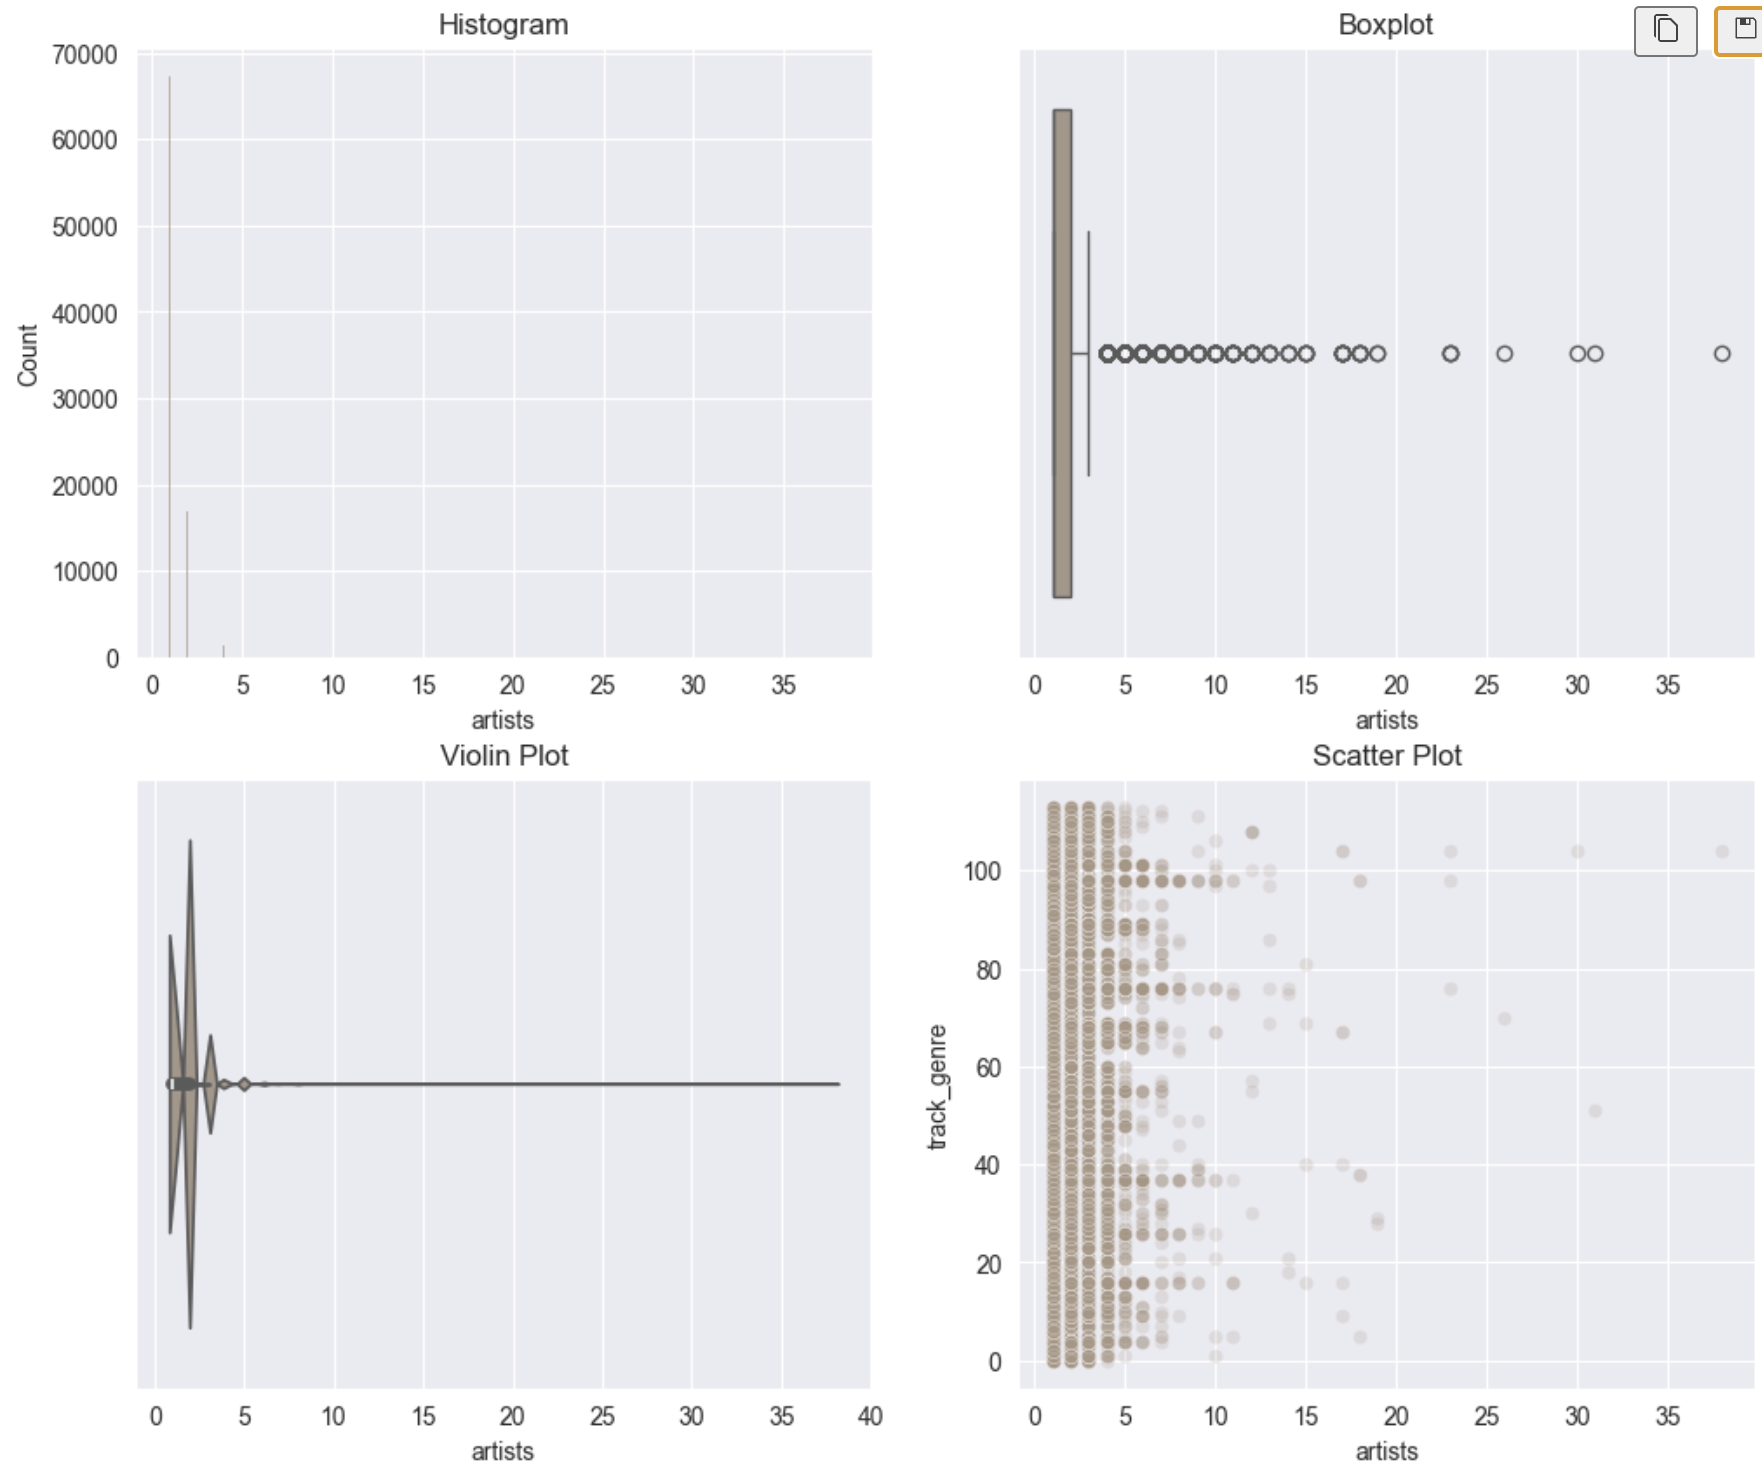 Histogram
70000
60000
50000
40000
30000
20000
10000
0
Count
0 5 10 15 20 25 30 35
artists
Boxplot
0 5 10 15 20 25 30 35
artists
Violin Plot
0 5 10 15 20 25 30 35 40
artists
Scatter Plot
100
80
60
40
20
0
track_genre
0 5 10 15 20 25 30 35
artists